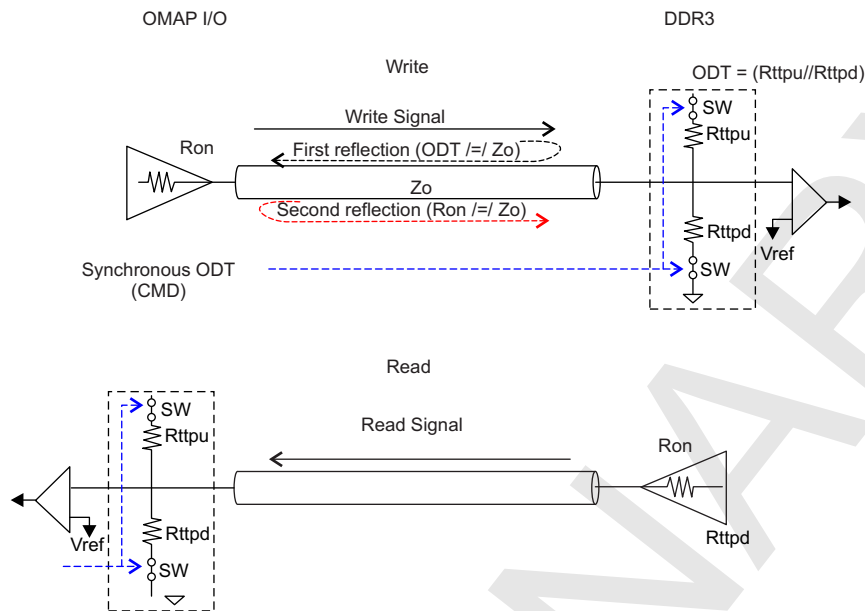 OMAP I/O
DDR3
Write
ODT = (Rttpu//Rttpd)
SW
Write Signal
Rttpu
Ron
First reflection (ODT /=/ Zo)
Zo
Second reflection (Ron /=/ Zo)
Rttpd
Vref
Synchronous ODT
(CMD)
SW
Read
SW
Rttpu
Read Signal
Ron
Rttpd
Vref
Rttpd
SW